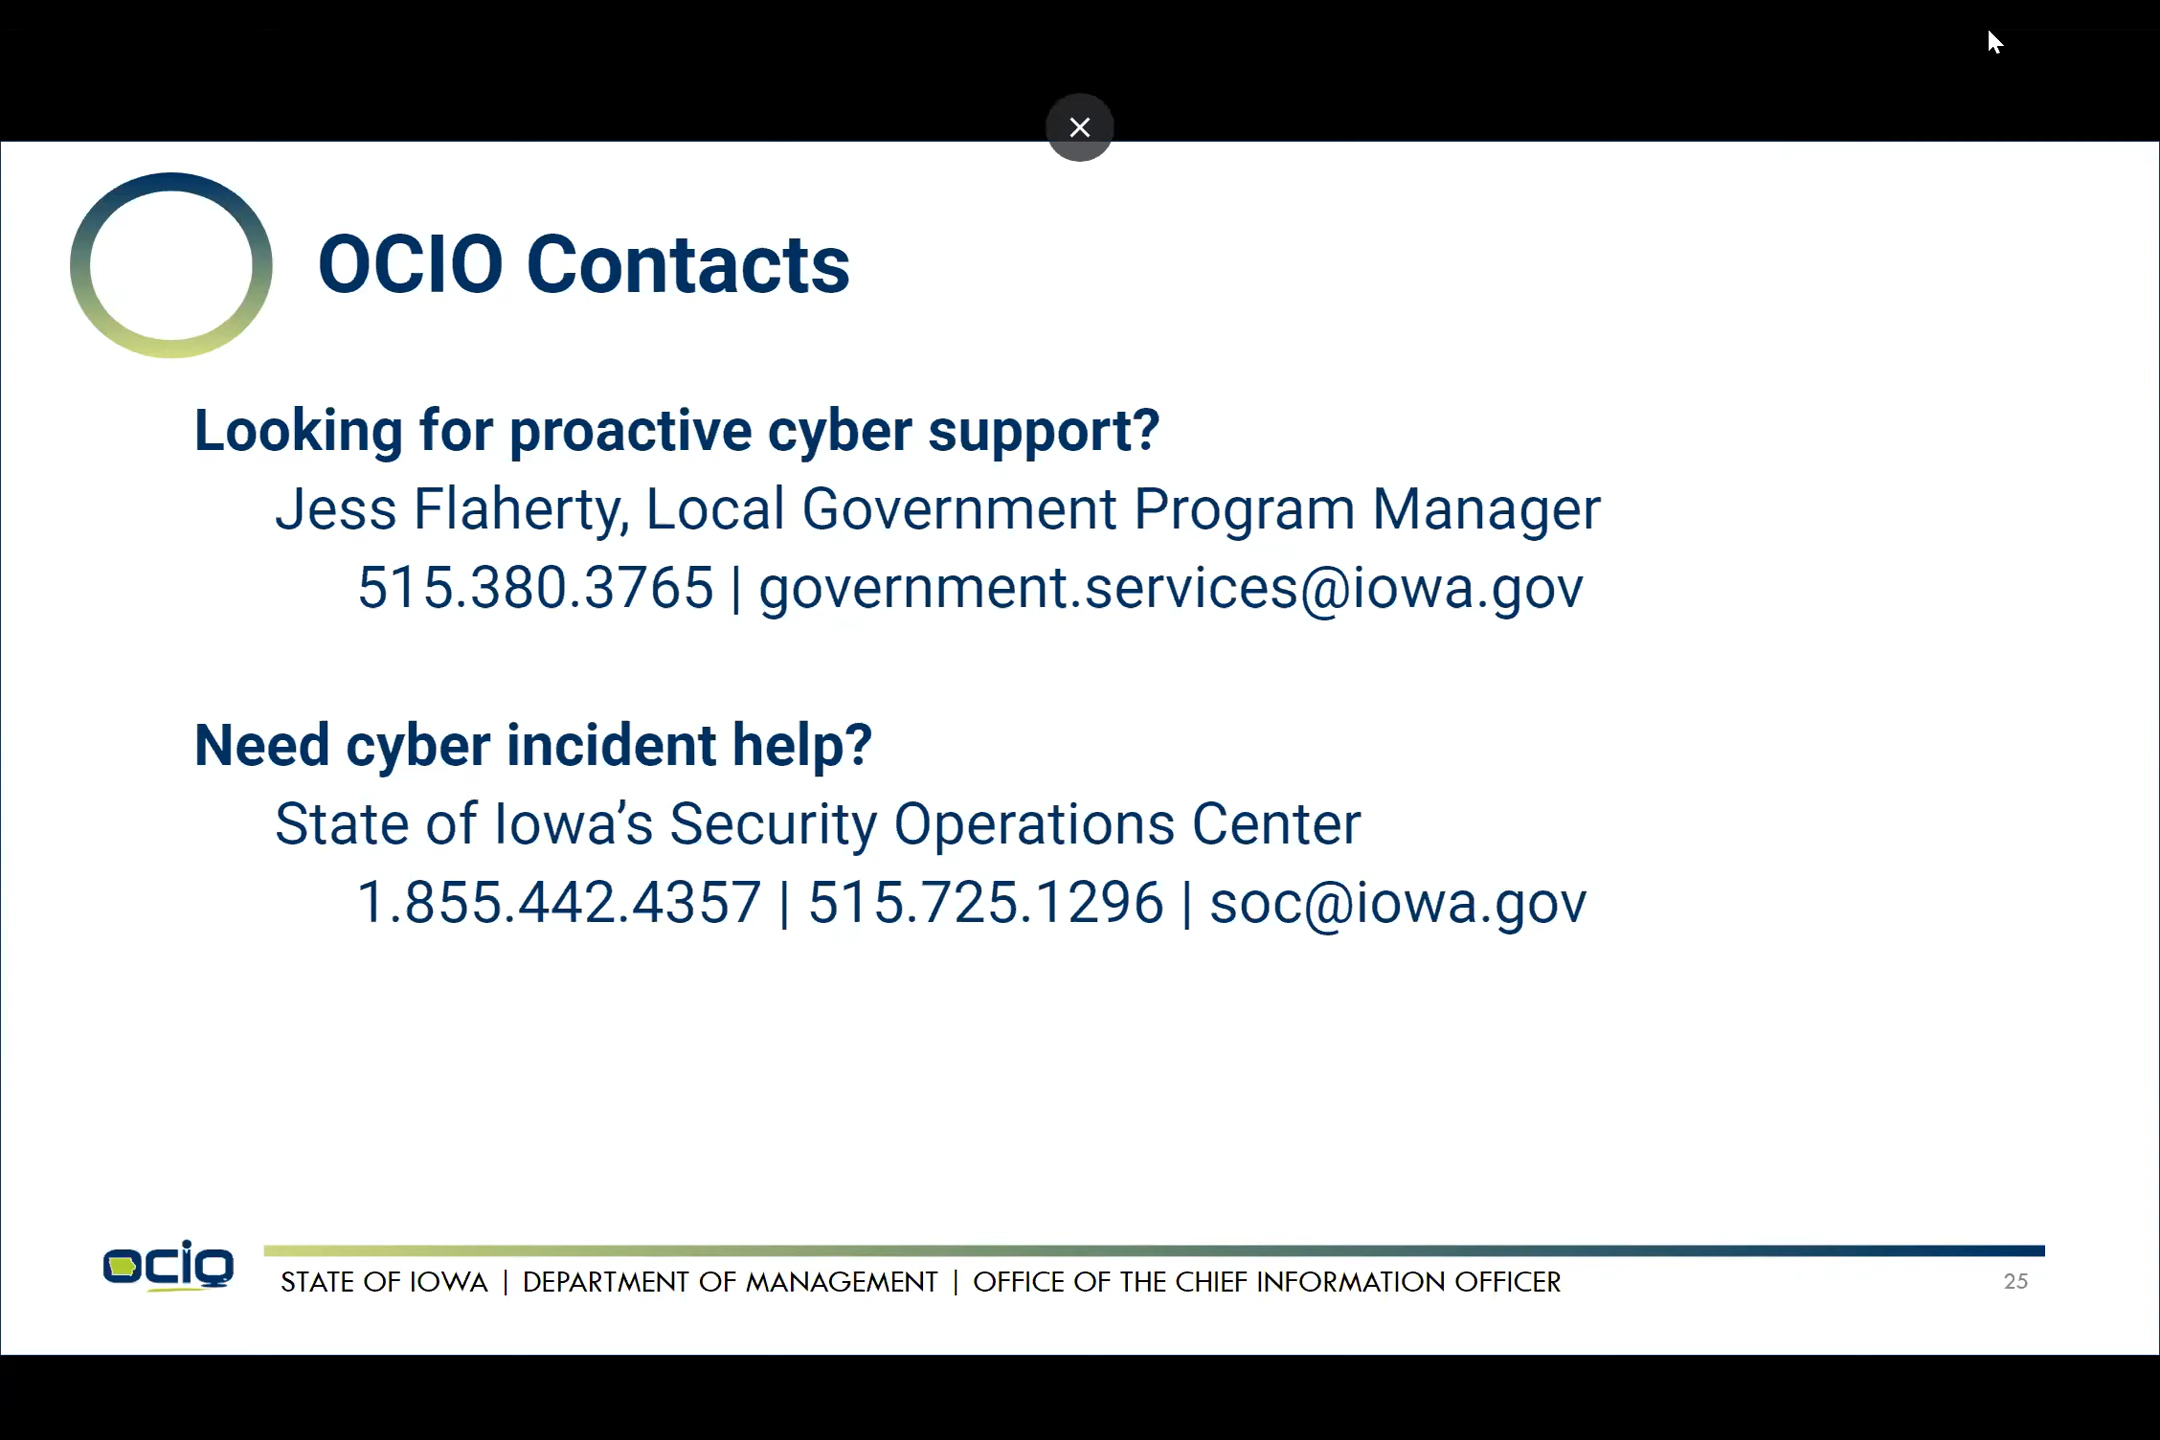 OCIO Contacts
Looking for proactive cyber support?
Jess Flaherty, Local Government Program Manager
515.380.3765 | government.services@iowa.gov
Need cyber incident help?
State of Iowa’s Security Operations Center
1.855.442.4357 | 515.725.1296 | soc@iowa.gov
ocio
STATE OF IOWA | DEPARTMENT OF MANAGEMENT | OFFICE OF THE CHIEF INFORMATION OFFICER
25